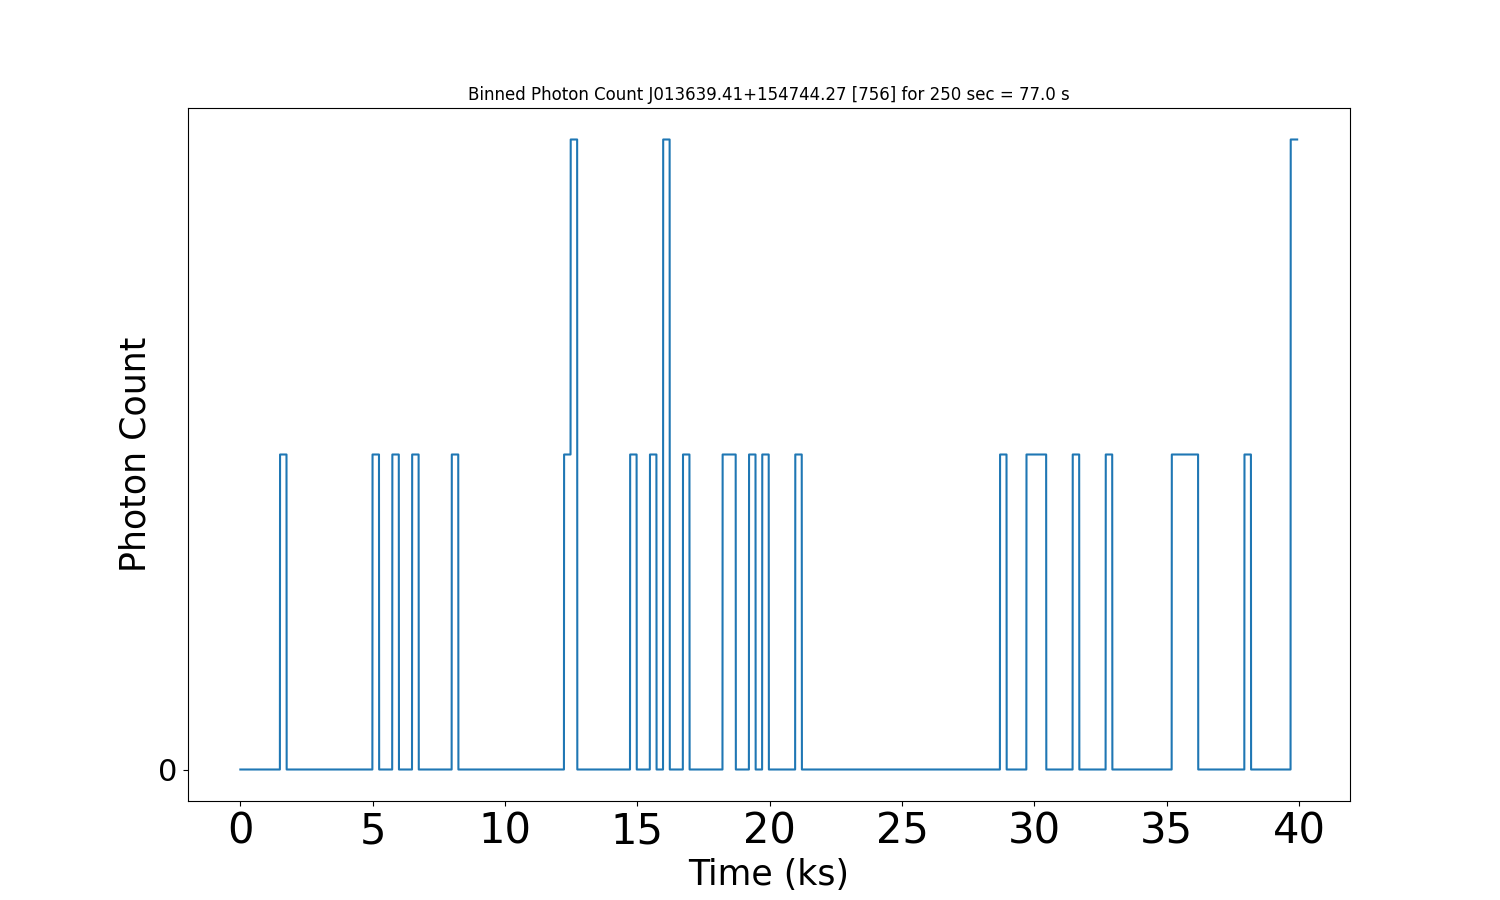 Binned Photon Count J013639.41+154744.27 [756] for 250 sec = 77.0 s
Photon Count
0
0 5 10 15 20 25 30 35 40
Time (ks)